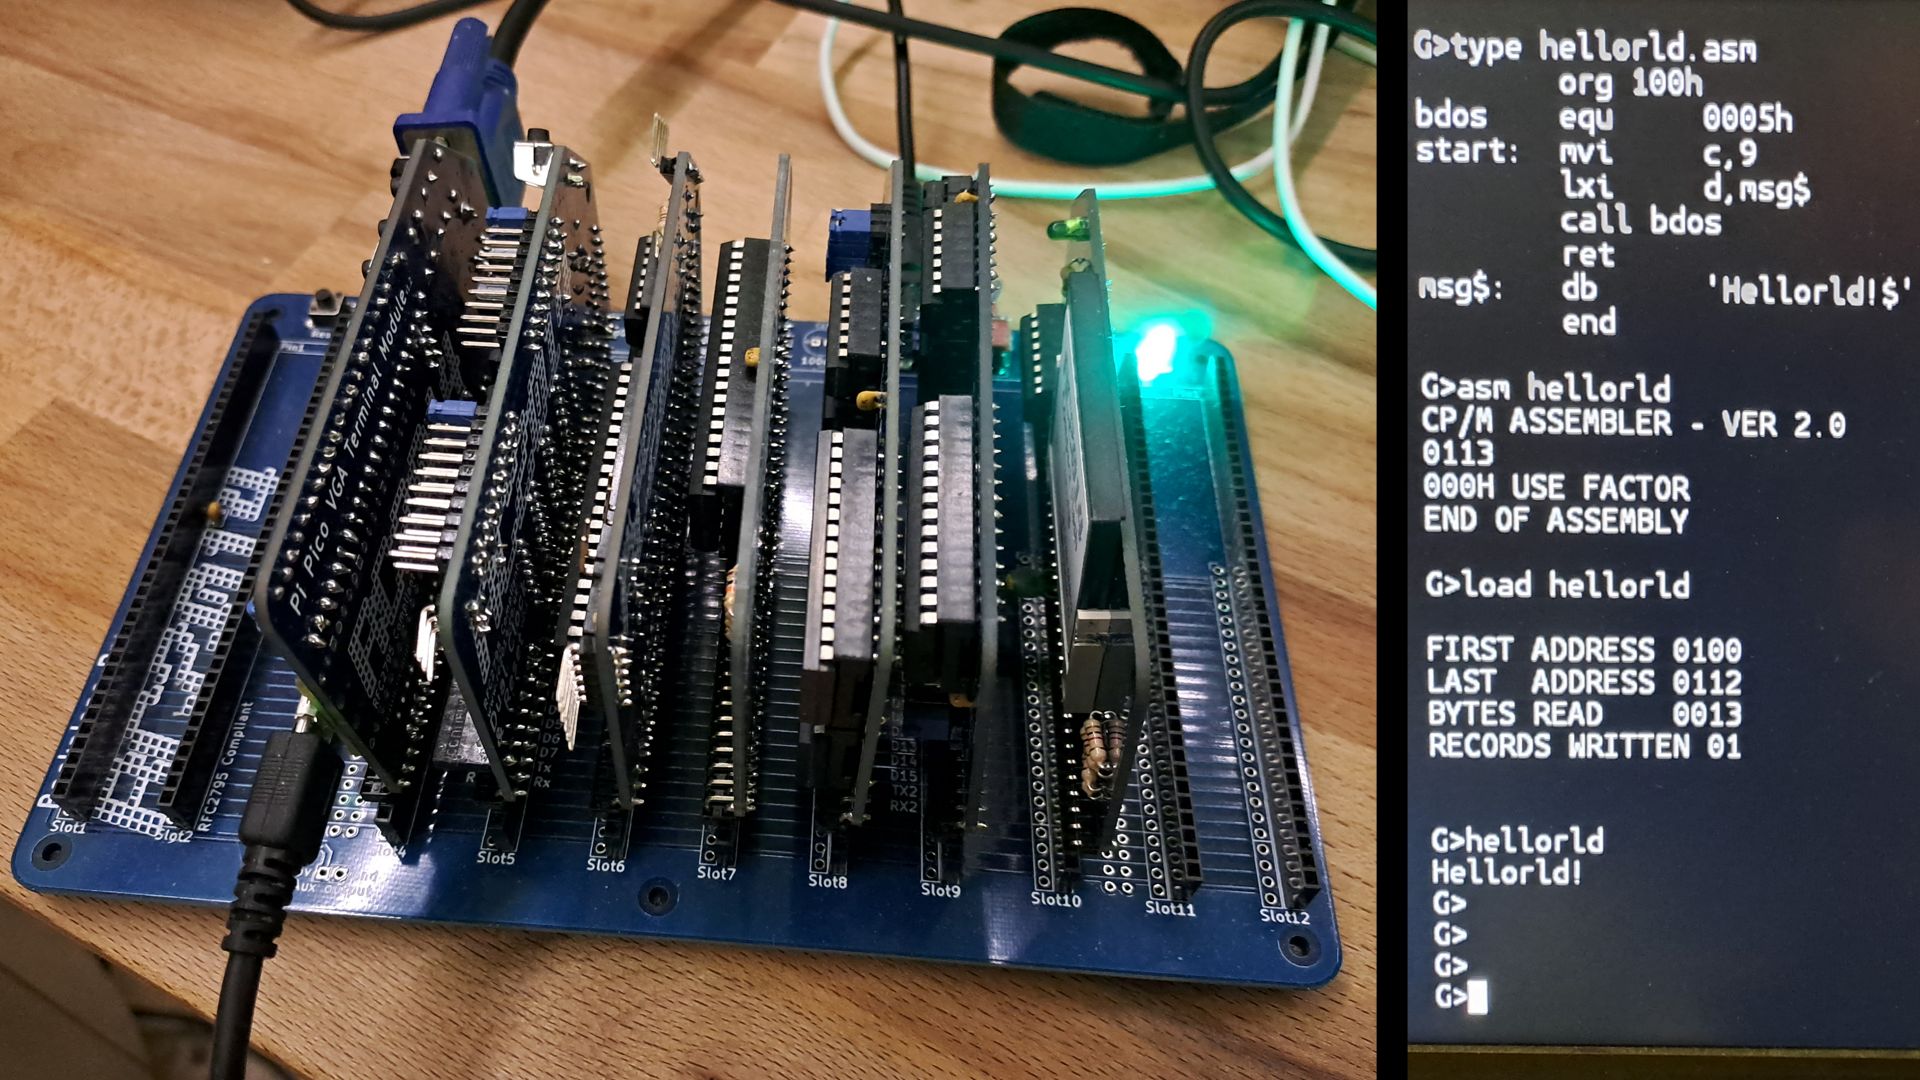 Pi Pico VGA Terminal Module
RC2014
RFC2795 Compliant
Slot1
Slot2
Slot4
Slot5
Slot6
Slot7
Slot8
Slot9
Slot10
Slot11
Slot12
D6
D7
Tx
Rx
R
D13
D14
D15
TX2
RX2
Pin1
G>type hellorld.asm
org 100h
bdos equ 0005h
start: mvi c,9
lxi d,msg$
call bdos
ret
msg$: db 'Hellorld!$'
end
G>asm hellorld
CP/M ASSEMBLER - VER 2.0
0113
000H USE FACTOR
END OF ASSEMBLY
G>load hellorld
FIRST ADDRESS 0100
LAST ADDRESS 0112
BYTES READ 0013
RECORDS WRITTEN 01
G>hellorld
Hellorld!
G>
G>
G>
G>